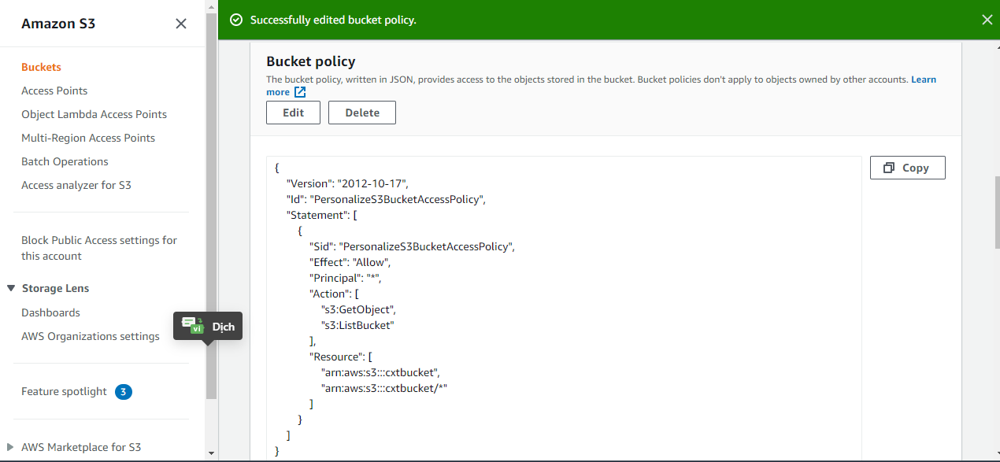 Amazon S3
Buckets
Access Points
Object Lambda Access Points
Multi-Region Access Points
Batch Operations
Access analyzer for S3
Block Public Access settings for
this account
Storage Lens
Dashboards
AWS Organizations settings
Feature spotlight 3
AWS Marketplace for S3
vi Dịch
Successfully edited bucket policy.
Bucket policy
The bucket policy, written in JSON, provides access to the objects stored in the bucket. Bucket policies don't apply to objects owned by other accounts. Learn
more
Edit Delete
Copy
{
"Version": "2012-10-17",
"Id": "PersonalizeS3BucketAccessPolicy",
"Statement": [
{
"Sid": "PersonalizeS3BucketAccessPolicy",
"Effect": "Allow",
"Principal": "*",
"Action": [
"s3:GetObject",
"s3:ListBucket"
],
"Resource": [
"arn:aws:s3:::cxtbucket",
"arn:aws:s3:::cxtbucket/*"
]
}
]
}